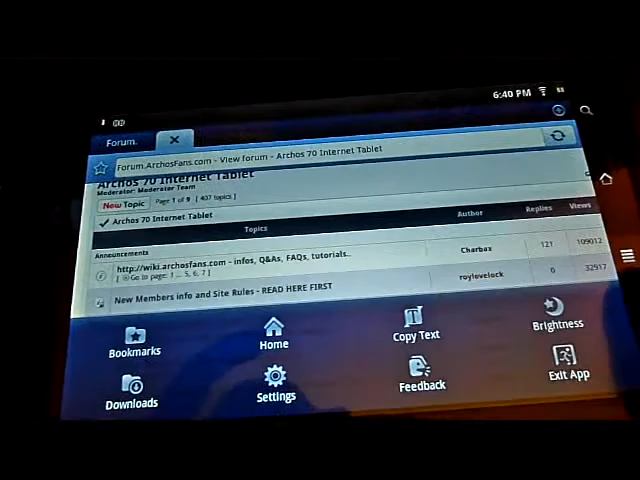 6:40 PM
Forum.
Forum.ArchosFans.com - View forum - Archos 70 Internet Tablet
Archos 70 Internet Tablet
Moderator: Moderator Team
New Topic Page 1 of 9 [ 407 topics ]
Archos 70 Internet Tablet
Topics Author Replies Views
Announcements
http://wiki.archosfans.com - infos, Q&As, FAQs, tutorials.. Charbax 121 109012
[ Go to page: 1 ... 5, 6, 7 ]
New Members info and Site Rules - READ HERE FIRST roylovelock 0 32917
Bookmarks Home Copy Text Brightness
Downloads Settings Feedback Exit App